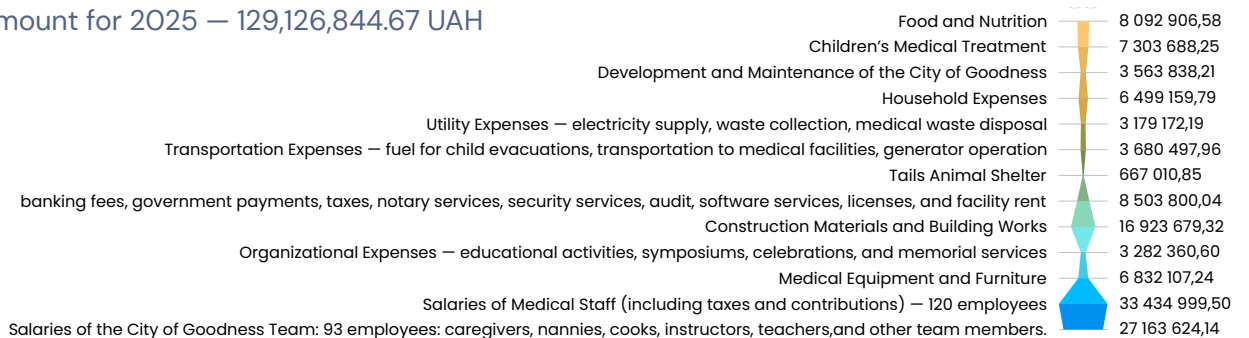 mount for 2025 — 129,126,844.67 UAH
Food and Nutrition 8 092 906,58
Children’s Medical Treatment 7 303 688,25
Development and Maintenance of the City of Goodness 3 563 838,21
Household Expenses 6 499 159,79
Utility Expenses — electricity supply, waste collection, medical waste disposal 3 179 172,19
Transportation Expenses — fuel for child evacuations, transportation to medical facilities, generator operation 3 680 497,96
Tails Animal Shelter 667 010,85
banking fees, government payments, taxes, notary services, security services, audit, software services, licenses, and facility rent 8 503 800,04
Construction Materials and Building Works 16 923 679,32
Organizational Expenses — educational activities, symposiums, celebrations, and memorial services 3 282 360,60
Medical Equipment and Furniture 6 832 107,24
Salaries of Medical Staff (including taxes and contributions) — 120 employees 33 434 999,50
Salaries of the City of Goodness Team: 93 employees: caregivers, nannies, cooks, instructors, teachers,and other team members. 27 163 624,14